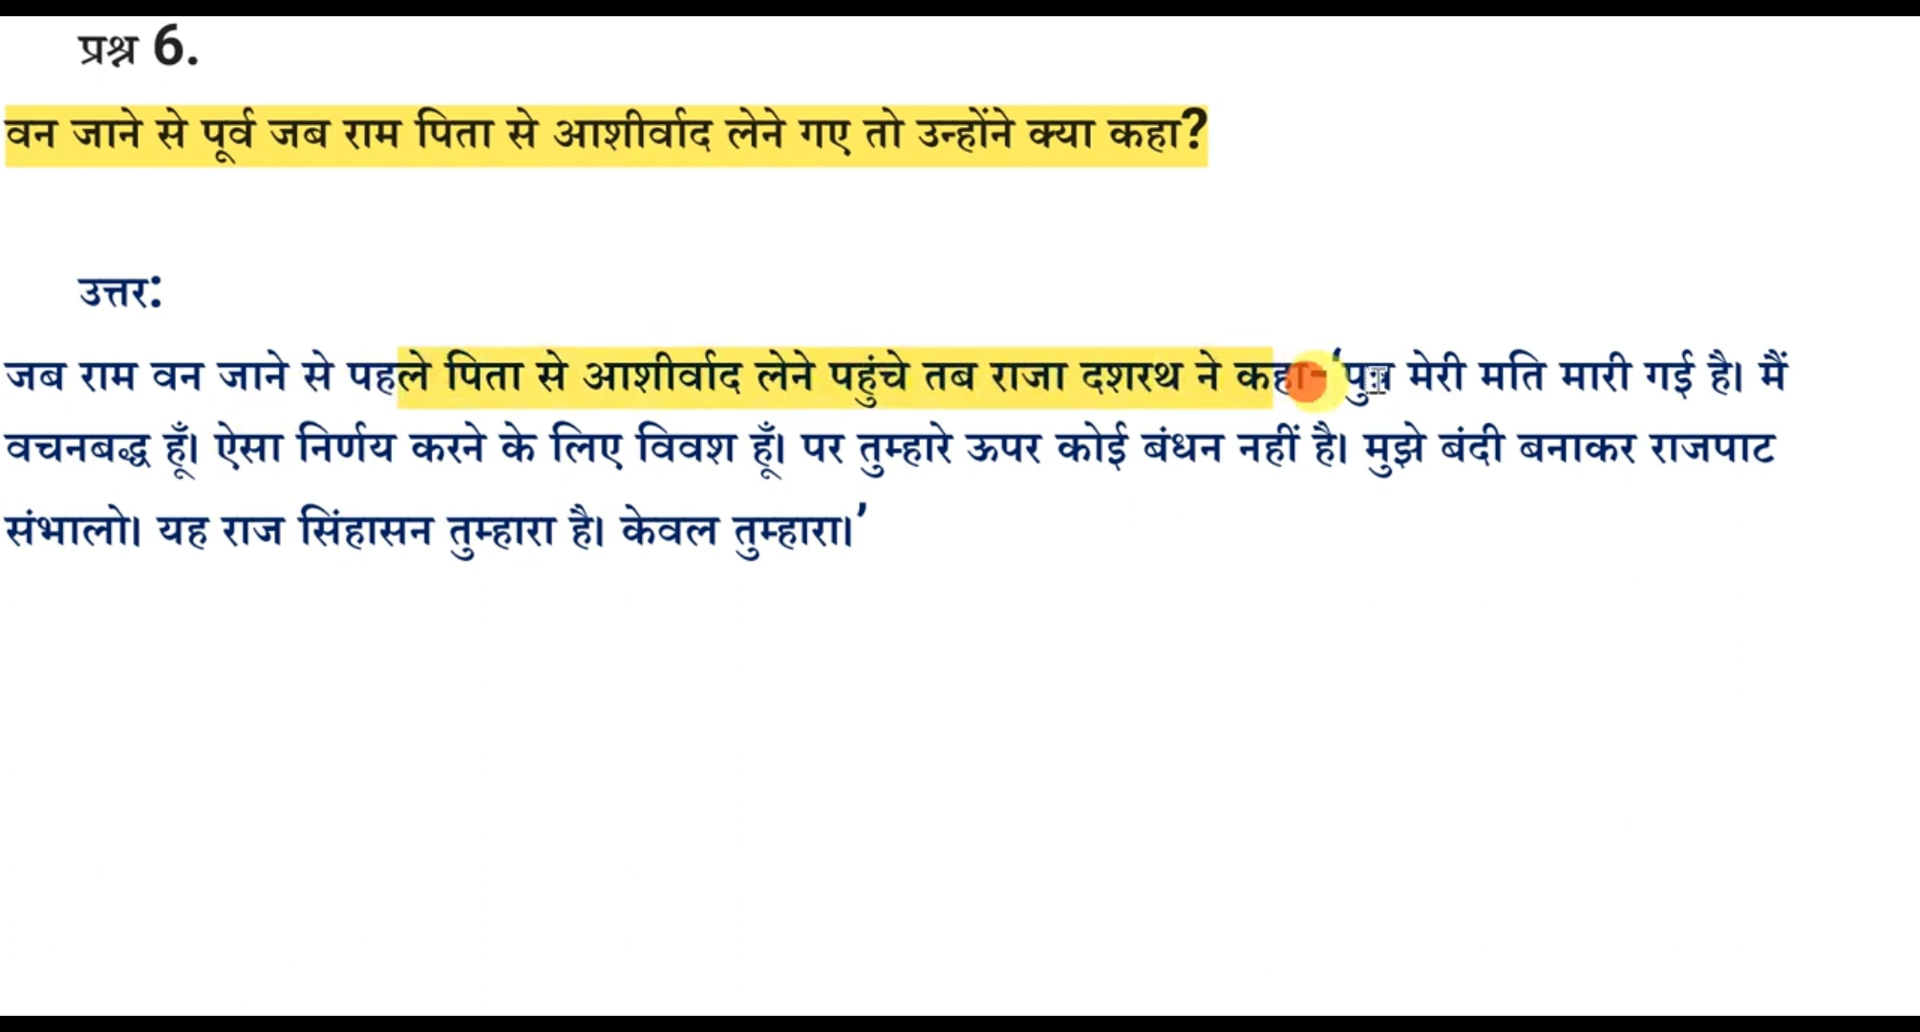 प्रश्न 6.
वन जाने से पूर्व जब राम पिता से आशीर्वाद लेने गए तो उन्होंने क्या कहा?
उत्तर:
जब राम वन जाने से पहले पिता से आशीर्वाद लेने पहुंचे तब राजा दशरथ ने कहा- ‘पुत्र मेरी मति मारी गई है। मैं
वचनबद्ध हूँ। ऐसा निर्णय करने के लिए विवश हूँ। पर तुम्हारे ऊपर कोई बंधन नहीं है। मुझे बंदी बनाकर राजपाट
संभालो। यह राज सिंहासन तुम्हारा है। केवल तुम्हारा।’